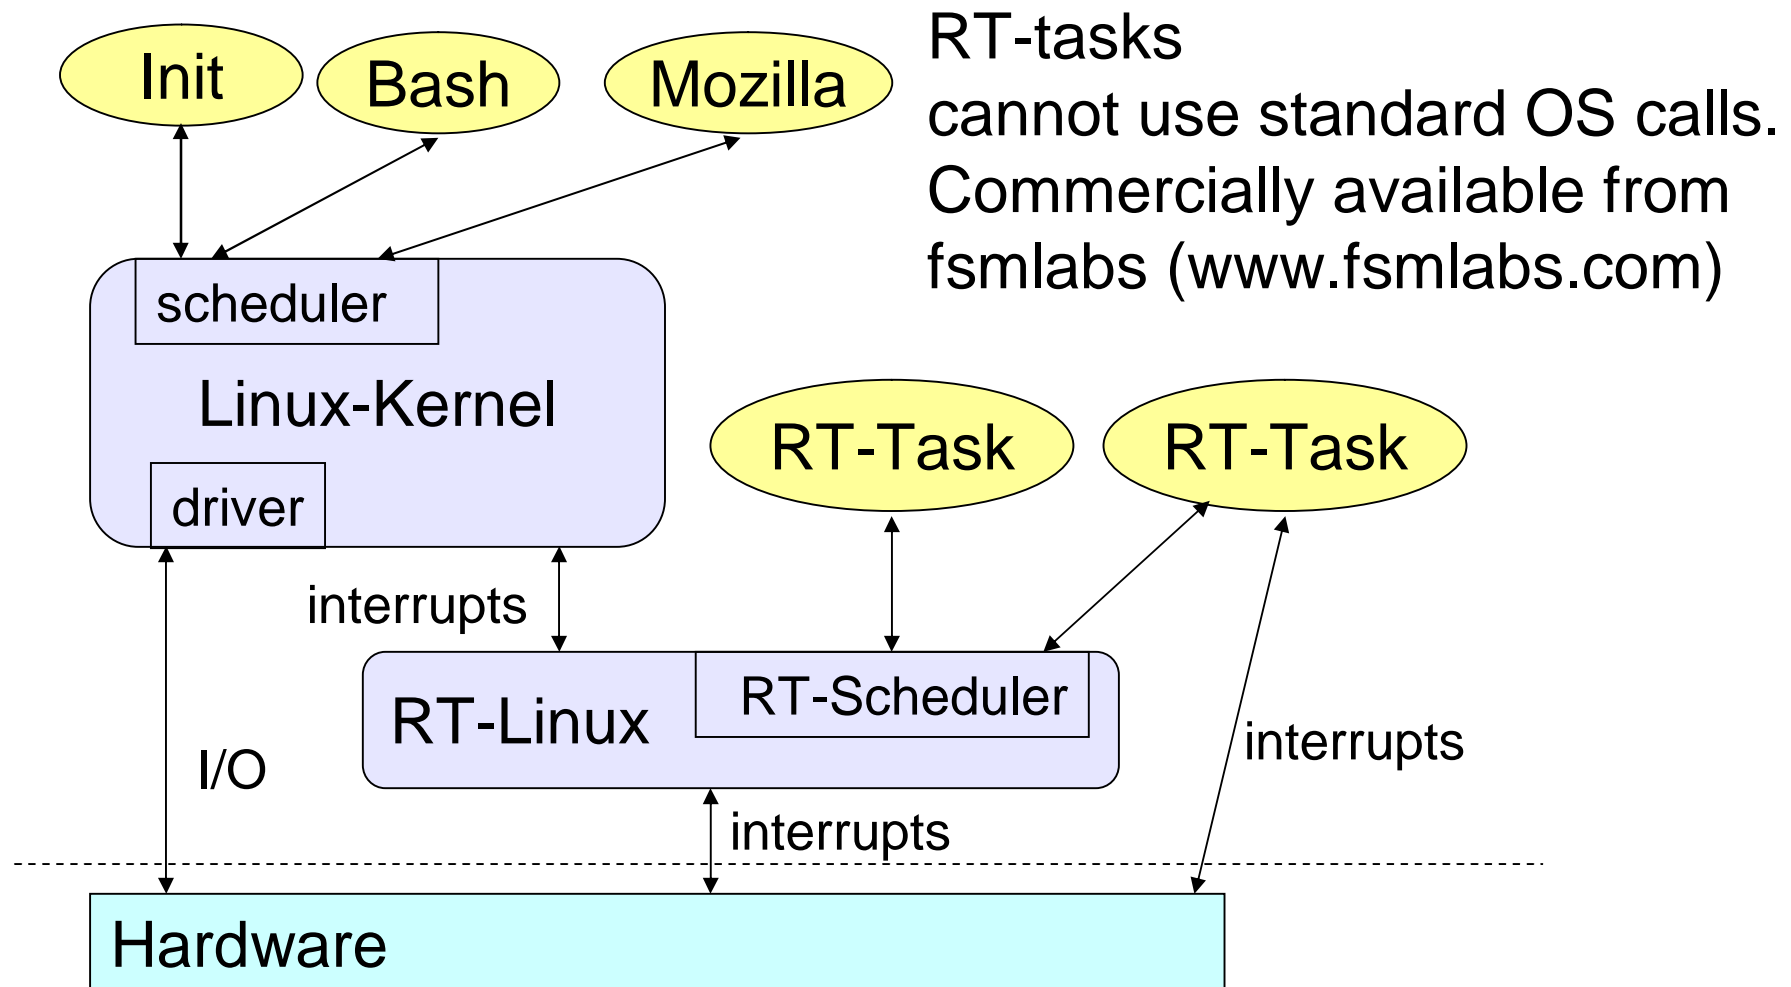 Init
Bash
Mozilla
RT-tasks
cannot use standard OS calls.
Commercially available from
fsmlabs (www.fsmlabs.com)
scheduler
Linux-Kernel
driver
RT-Task
RT-Task
interrupts
RT-Linux
RT-Scheduler
I/O
interrupts
interrupts
Hardware